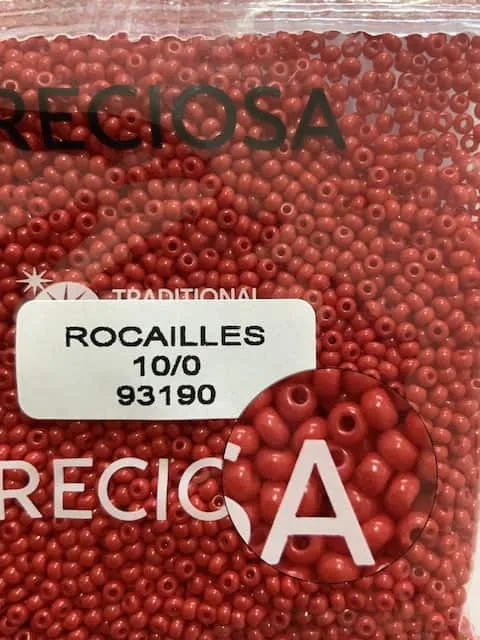 RECIOSA
TRADITIONAL
ROCAILLES
10/0
93190
RECIOSA